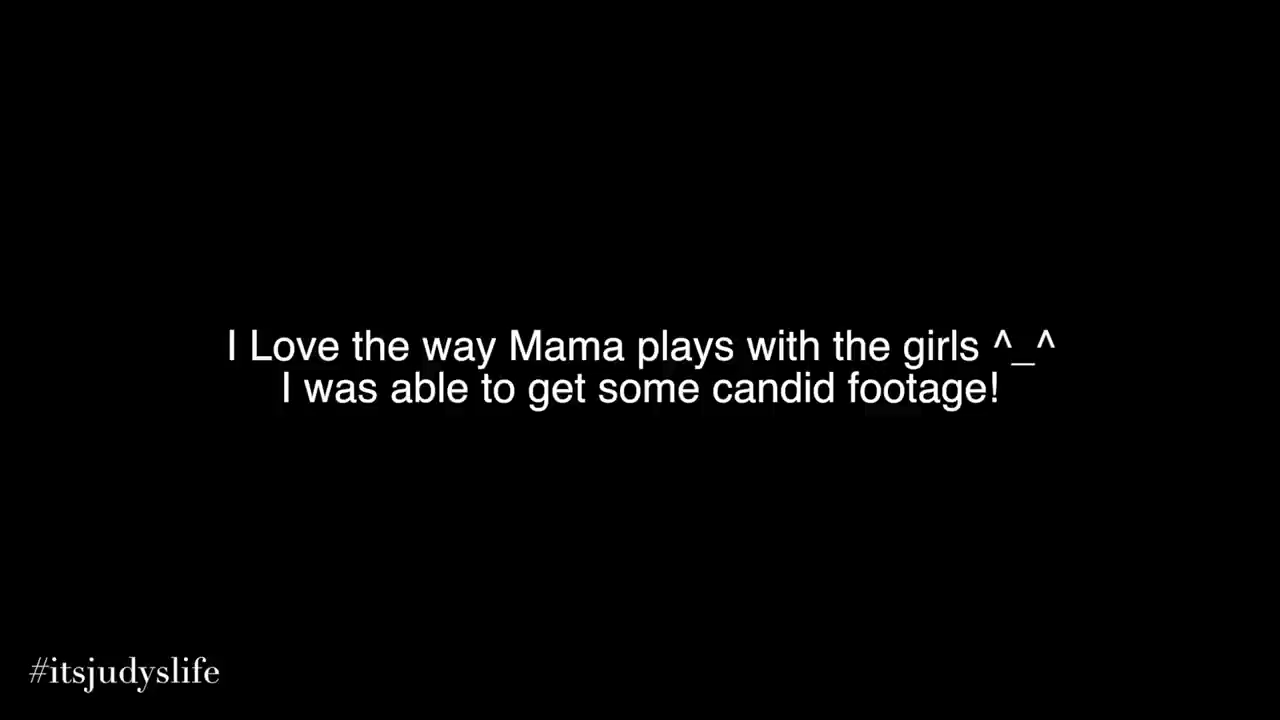 I Love the way Mama plays with the girls ^_^
I was able to get some candid footage!
#itsjudyslife